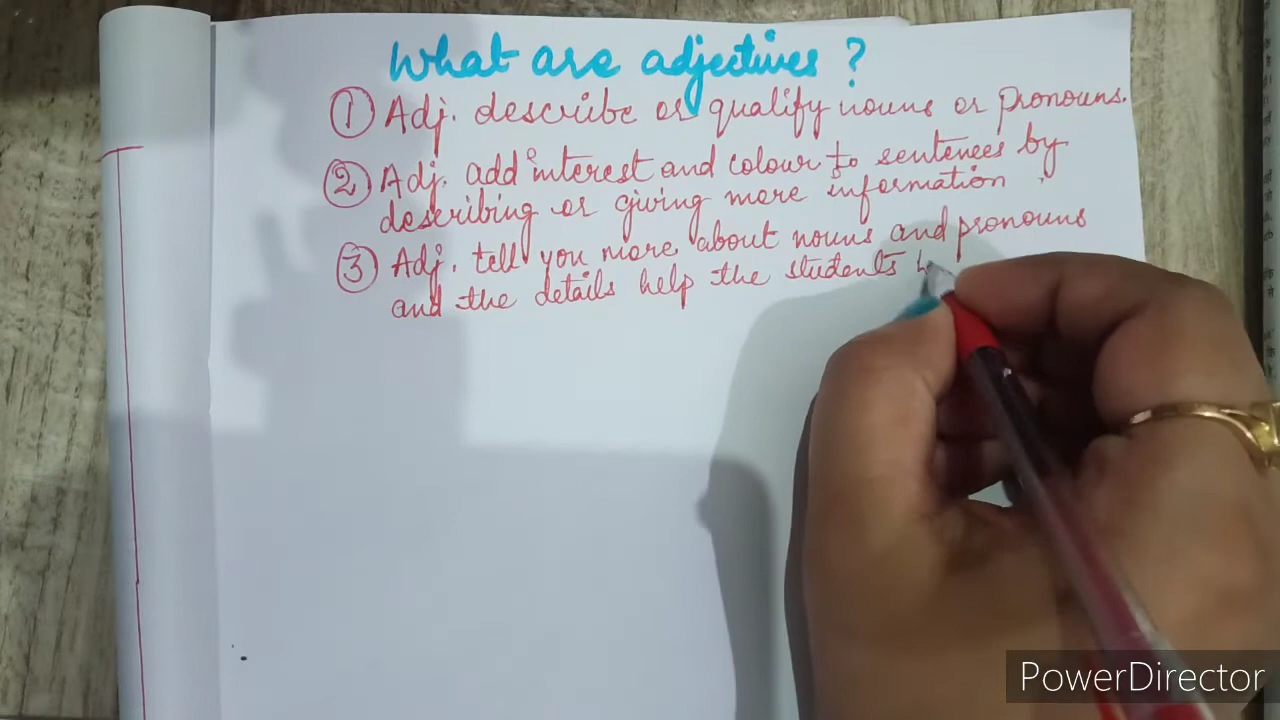 What are adjectives ?
① Adj. describe or qualify nouns or pronouns.
② Adj. add interest and colour to sentences by
describing or giving more information .
③ Adj. tell you more about nouns and pronouns
and the details help the students
PowerDirector